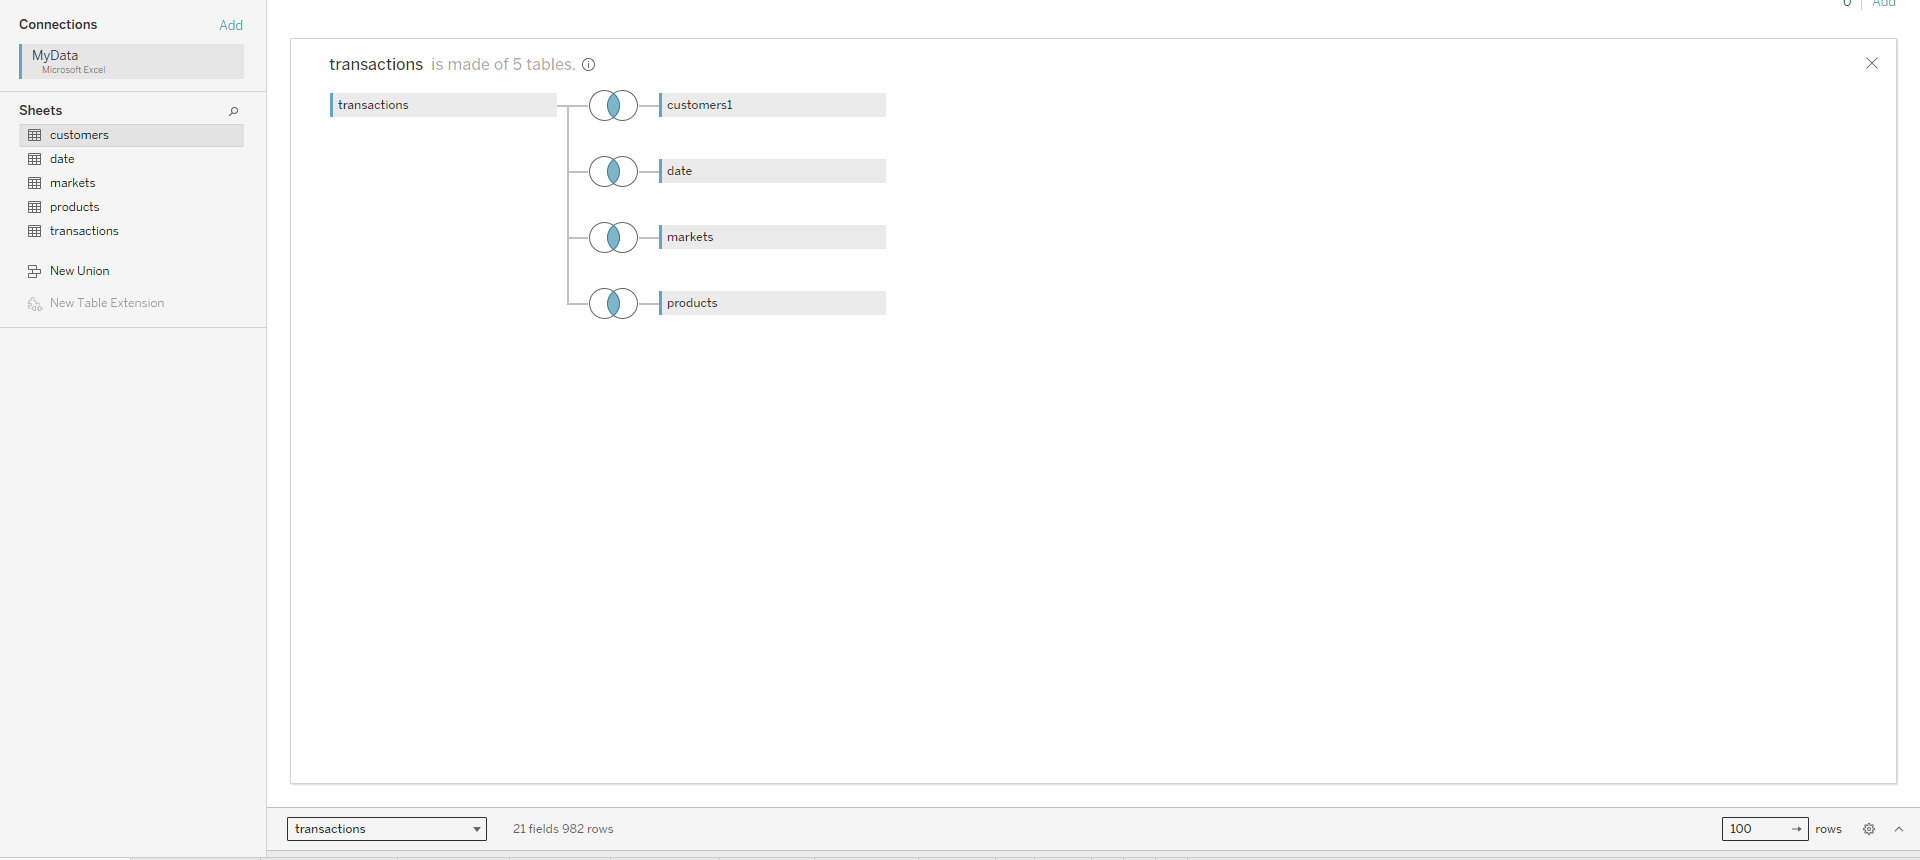 Connections Add
MyData
Microsoft Excel
Sheets
customers
date
markets
products
transactions
New Union
New Table Extension
0 Add
transactions is made of 5 tables.
transactions
customers1
date
markets
products
transactions 21 fields 982 rows 100 rows